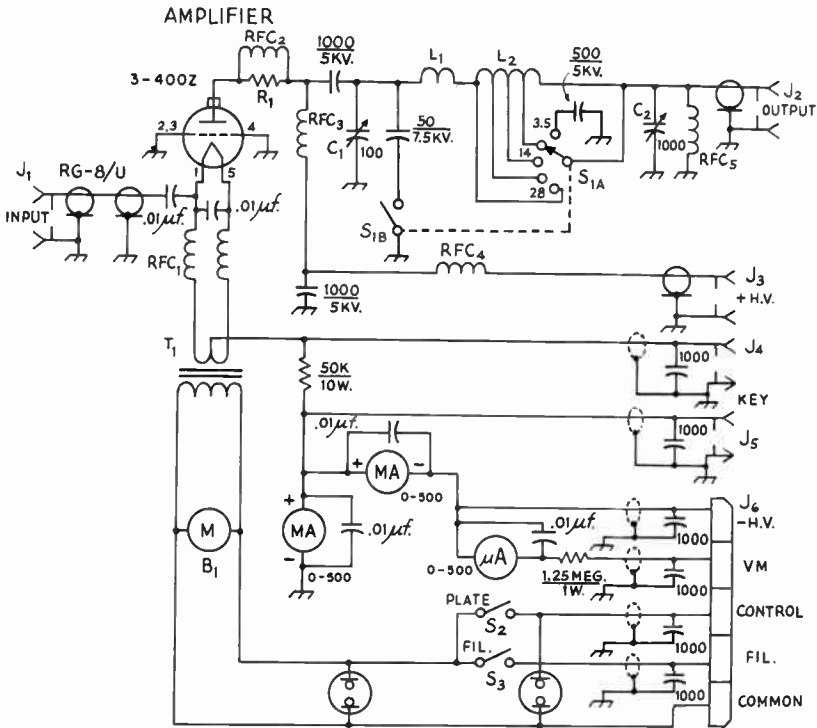 AMPLIFIER
RFC2
1000
5KV.
L1
L2
500
5KV.
3-400Z
R1
J2
OUTPUT
2,3
4
RFC3
C1
100
50
7.5KV.
3.5
14
28
S1A
C2
1000
RFC5
1
5
J1
RG-8/U
INPUT
.01µf.
.01µf.
S1B
RFC1
RFC4
J3
+H.V.
1000
5KV.
T1
J4
1000
50K
10W.
KEY
.01µf.
1000
J5
+
MA
-
0-500
J6
-H.V.
+
MA
-
.01µf.
0-500
.01µf.
1000
M
B1
0-500
µA
1.25 MEG.
1W.
1000
VM
PLATE
S2
CONTROL
1000
FIL.
S3
FIL.
1000
COMMON